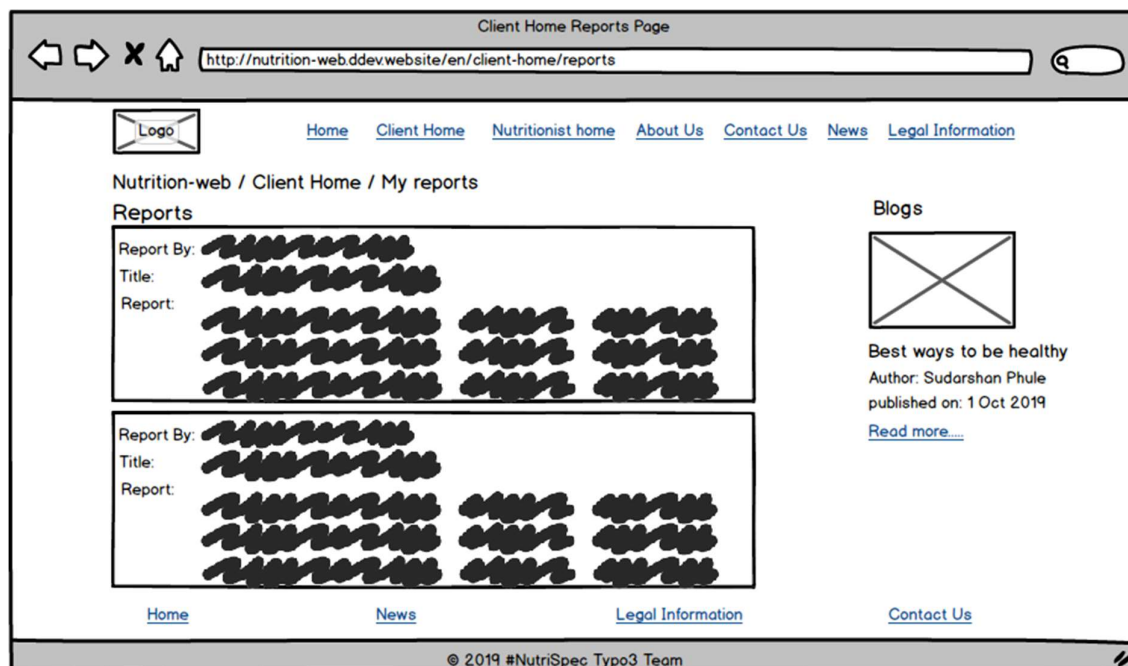 Client Home Reports Page
http://nutrition-web.ddev.website/en/client-home/reports
Logo Home Client Home Nutritionist home About Us Contact Us News Legal Information
Nutrition-web / Client Home / My reports
Reports
Report By:
Title:
Report:
Report By:
Title:
Report:
Blogs
Best ways to be healthy
Author: Sudarshan Phule
published on: 1 Oct 2019
Read more.....
Home News Legal Information Contact Us
© 2019 #NutriSpec Typo3 Team